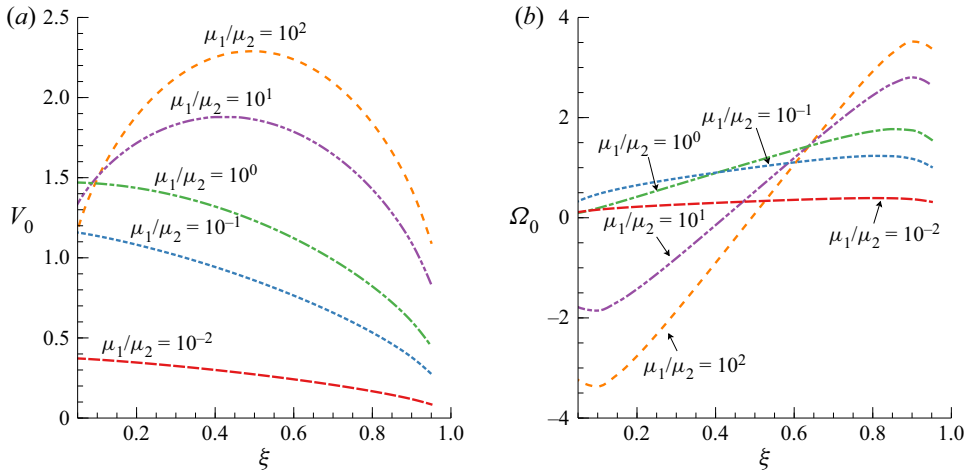 (a)
2.5
2.0
1.5
1.0
0.5
0
V₀
μ₁/μ₂ = 10²
μ₁/μ₂ = 10¹
μ₁/μ₂ = 10⁰
μ₁/μ₂ = 10⁻¹
μ₁/μ₂ = 10⁻²
0.2 0.4 0.6 0.8 1.0
ξ
(b)
4
2
0
−2
−4
Ω₀
μ₁/μ₂ = 10⁻¹
μ₁/μ₂ = 10⁰
μ₁/μ₂ = 10¹
μ₁/μ₂ = 10⁻²
μ₁/μ₂ = 10²
0.2 0.4 0.6 0.8 1.0
ξ